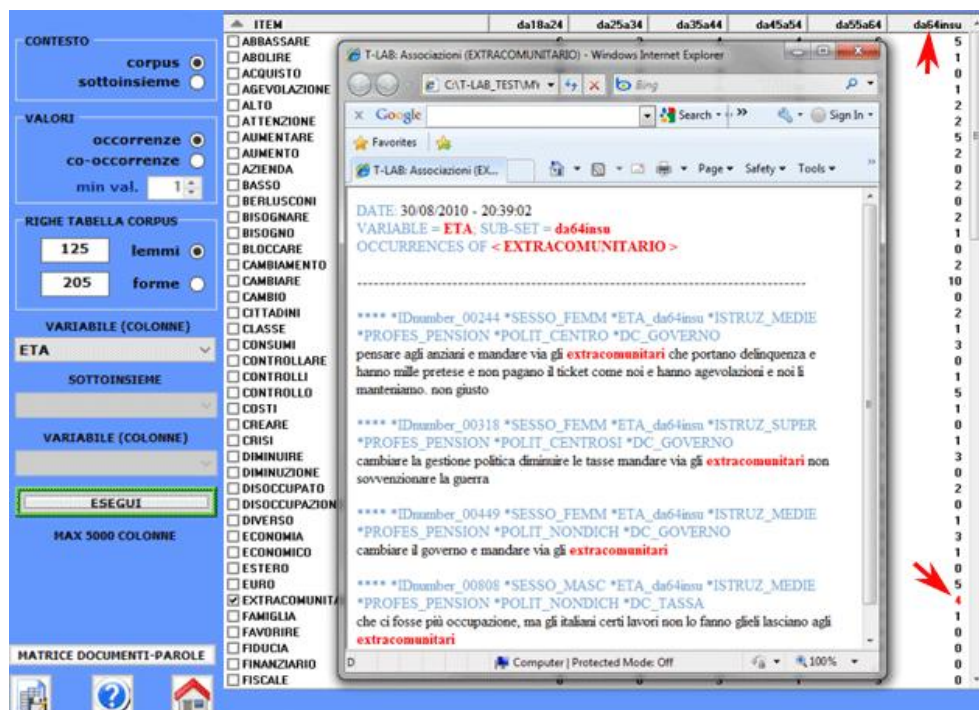 CONTESTO
corpus
sottoinsieme
VALORI
occorrenze
co-occorrenze
min val. 1
RIGHE TABELLA CORPUS
125 lemmi
205 forme
VARIABILE (COLONNE)
ETA
SOTTOINSIEME
VARIABILE (COLONNE)
ESEGUI
MAX 5000 COLONNE
MATRICE DOCUMENTI-PAROLE
ITEM da18a24 da25a34 da35a44 da45a54 da55a64 da64insu
ABBASSARE 5
ABOLIRE 1
ACQUISTO 0
AGEVOLAZIONE 1
ALTO 2
ATTENZIONE 2
AUMENTARE 5
AUMENTO 2
AZIENDA 0
BASSO 2
BERLUSCONI 0
BISOGNARE 2
BISOGNO 1
BLOCCARE 0
CAMBIAMENTO 2
CAMBIARE 10
CAMBIO 0
CITTADINI 2
CLASSE 1
CONSUMI 3
CONTROLLARE 0
CONTROLLI 1
CONTROLLO 5
COSTI 1
CREARE 0
CRISI 1
DIMINUIRE 3
DIMINUZIONE 0
DISOCCUPATO 2
DISOCCUPAZION 0
DIVERSO 1
ECONOMIA 3
ECONOMICO 1
ESTERO 0
EURO 5
EXTRACOMUNITA 4
FAMIGLIA 1
FAVORIRE 0
FIDUCIA 0
FINANZIARIO 0
FISCALE 0
T-LAB: Associazioni (EXTRACOMUNITARIO) - Windows Internet Explorer
C:\T-LAB_TEST\MY Bing
x Google Search Sign In
Favorites
T-LAB: Associazioni (EX... Page Safety Tools
DATE: 30/08/2010 - 20:39:02
VARIABLE = ETA; SUB-SET = da64insu
OCCURRENCES OF < EXTRACOMUNITARIO >
**** *IDnumber_00244 *SESSO_FEMM *ETA_da64insu *ISTRUZ_MEDIE
*PROFES_PENSION *POLIT_CENTRO *DC_GOVERNO
pensare agli anziani e mandare via gli extracomunitari che portano delinquenza e
hanno mille pretese e non pagano il ticket come noi e hanno agevolazioni e noi li
manteniamo. non giusto
**** *IDnumber_00318 *SESSO_FEMM *ETA_da64insu *ISTRUZ_SUPER
*PROFES_PENSION *POLIT_CENTROSI *DC_GOVERNO
cambiare la gestione politica diminuire le tasse mandare via gli extracomunitari non
sovvenzionare la guerra
**** *IDnumber_00449 *SESSO_FEMM *ETA_da64insu *ISTRUZ_MEDIE
*PROFES_PENSION *POLIT_NONDICH *DC_GOVERNO
cambiare il governo e mandare via gli extracomunitari
**** *IDnumber_00808 *SESSO_MASC *ETA_da64insu *ISTRUZ_MEDIE
*PROFES_PENSION *POLIT_NONDICH *DC_TASSA
che ci fosse più occupazione, ma gli italiani certi lavori non lo fanno glieli lasciano agli
extracomunitari
D Computer | Protected Mode: Off 100%